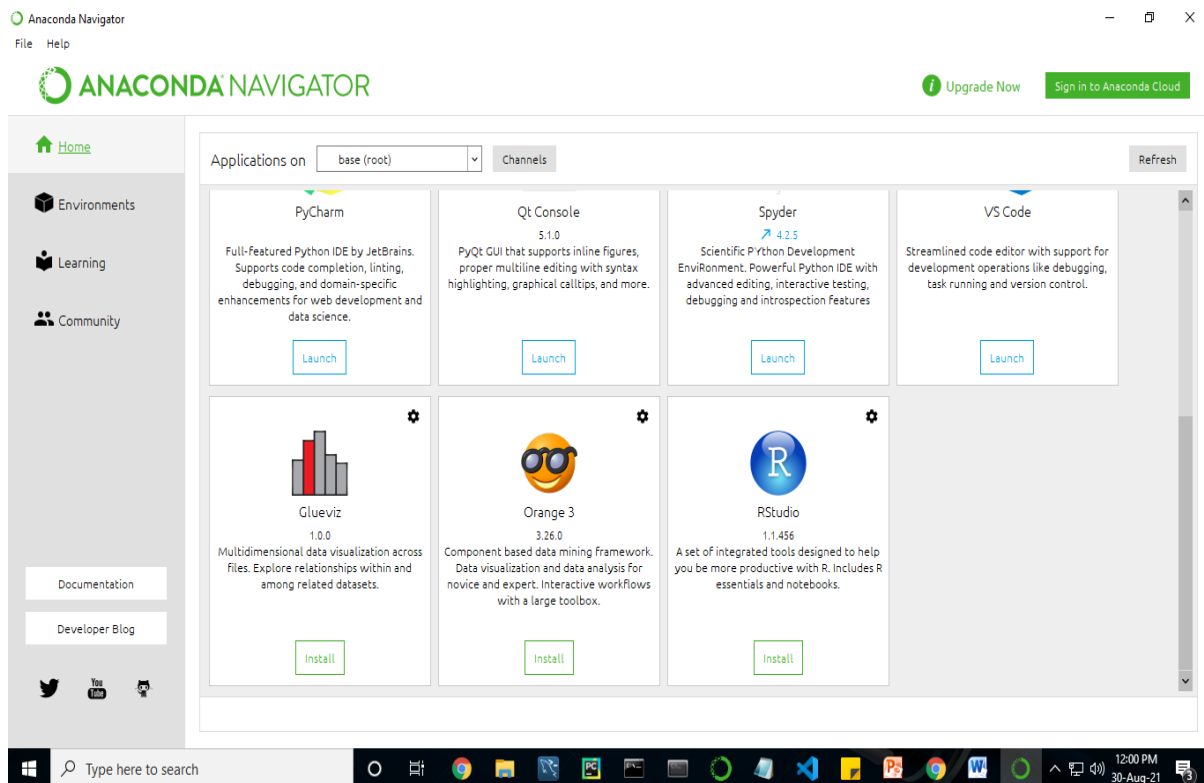 Anaconda Navigator
File Help
ANACONDA NAVIGATOR
i Upgrade Now
Sign in to Anaconda Cloud
Home
Environments
Learning
Community
Documentation
Developer Blog
You
Tube
Applications on base (root) Channels Refresh
PyCharm
Full-featured Python IDE by JetBrains.
Supports code completion, linting,
debugging, and domain-specific
enhancements for web development and
data science.
Launch
Qt Console
5.1.0
PyQt GUI that supports inline figures,
proper multiline editing with syntax
highlighting, graphical calltips, and more.
Launch
Spyder
4.2.5
Scientific PYthon Development
EnviRonment. Powerful Python IDE with
advanced editing, interactive testing,
debugging and introspection features
Launch
VS Code
Streamlined code editor with support for
development operations like debugging,
task running and version control.
Launch
Glueviz
1.0.0
Multidimensional data visualization across
files. Explore relationships within and
among related datasets.
Install
Orange 3
3.26.0
Component based data mining framework.
Data visualization and data analysis for
novice and expert. Interactive workflows
with a large toolbox.
Install
R
RStudio
1.1.456
A set of integrated tools designed to help
you be more productive with R. Includes R
essentials and notebooks.
Install
Type here to search
PC
12:00 PM
30-Aug-21